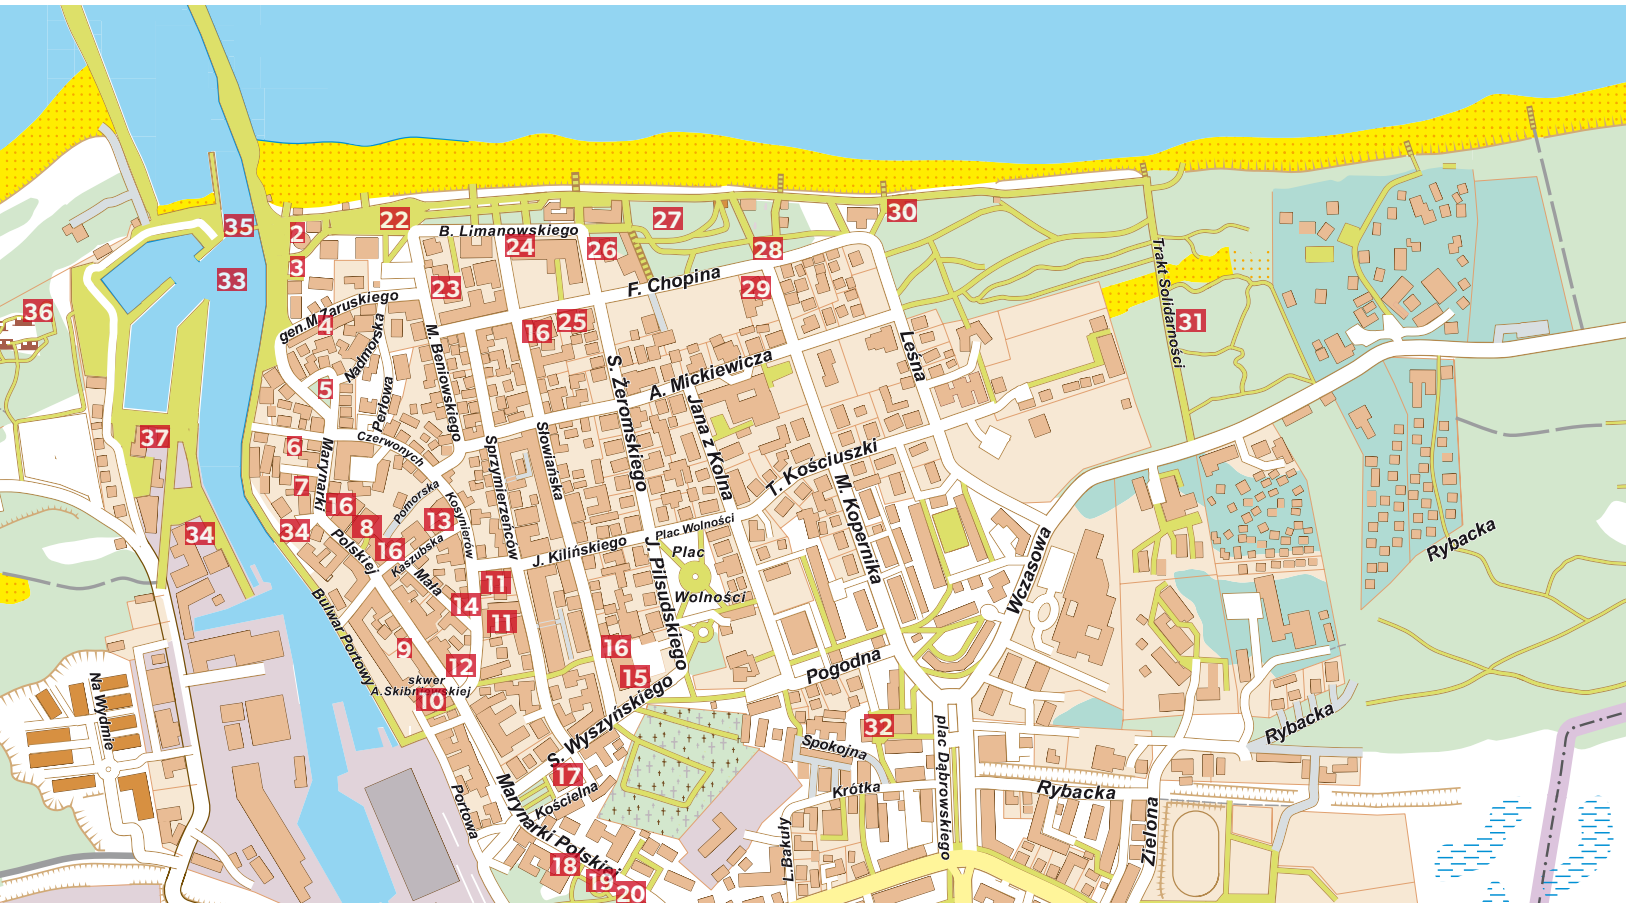 22
27
30
35
2
B. Limanowskiego
24
26
28
3
33
F. Chopina
23
29
gen.M.Zaruskiego
36
4
16
25
31
Trakt Solidarności
Nadmorska
M. Beniowskiego
Leśna
S. Żeromskiego
A. Mickiewicza
5
Perłowa
Jana z Kolna
37
6
Czerwonych
Marynarki
Sprzymierzeńców
Słowiańska
T. Kościuszki
7
16
Pomorska
Kosynierów
M. Kopernika
34
34
8
13
Plac Wolności
Polskiej
16
Kaszubska
J. Kilińskiego
Plac
Wolności
Rybacka
Mała
11
J. Pilsudskiego
Wczasowa
14
11
Bulwar Portowy
9
16
12
15
Pogodna
skwer
A.Skibniewskiej
10
Na Wydmie
S. Wyszyńskiego
32
plac Dąbrowskiego
Rybacka
Spokojna
17
Kościelna
Krótka
Rybacka
Portowa
Marynarki Polskiej
Ł.Bakuły
Zielona
18
19
20